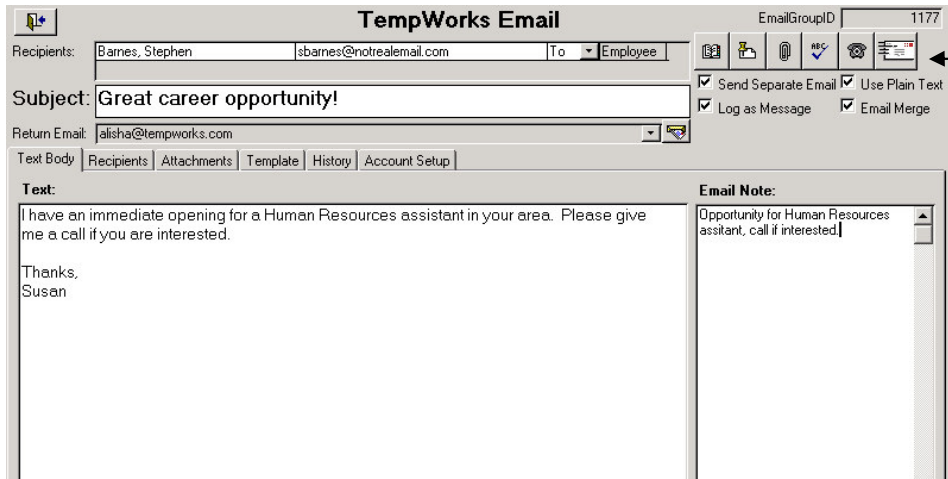 TempWorks Email
EmailGroupID 1177
Recipients: Barnes, Stephen sbarnes@notrealemail.com To Employee
ABC
Send Separate Email Use Plain Text
Subject: Great career opportunity!
Log as Message Email Merge
Return Email: alisha@tempworks.com
Text Body Recipients Attachments Template History Account Setup
Text:
I have an immediate opening for a Human Resources assistant in your area. Please give
me a call if you are interested.
Thanks,
Susan
Email Note:
Opportunity for Human Resources
assitant, call if interested.